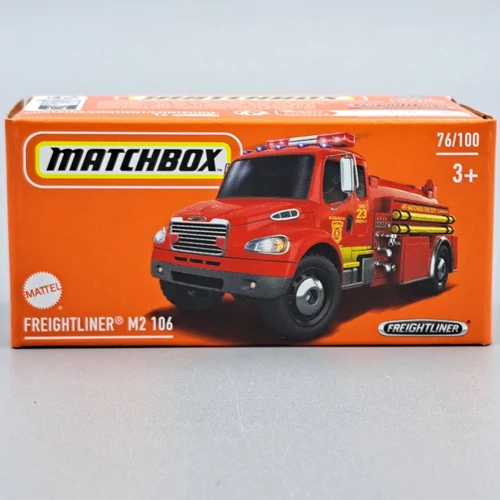 MATCHBOX
76/100
3+
23
MATTEL
FREIGHTLINER® M2 106
FREIGHTLINER